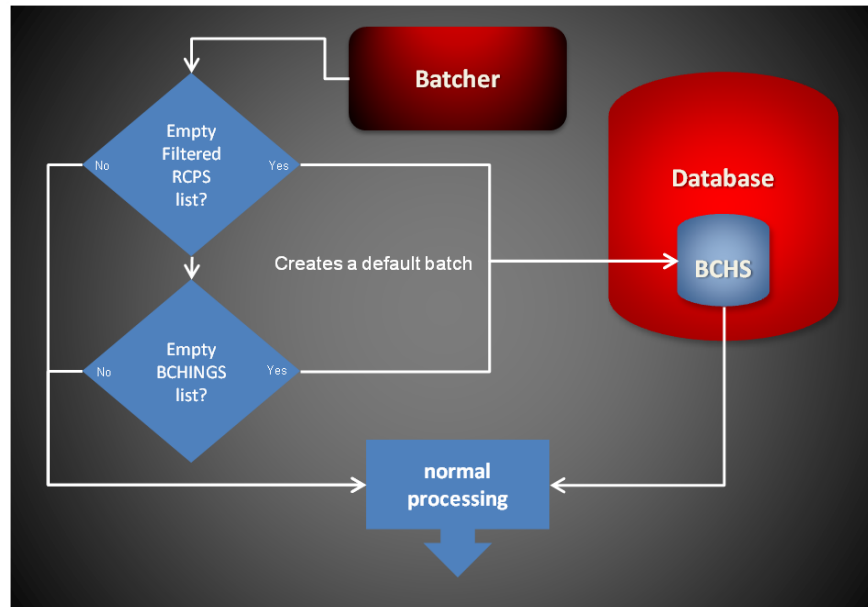 Batcher
Empty
Filtered
RCPS
list?
No
Yes
Database
BCHS
Creates a default batch
Empty
BCHINGS
list?
No
Yes
normal
processing